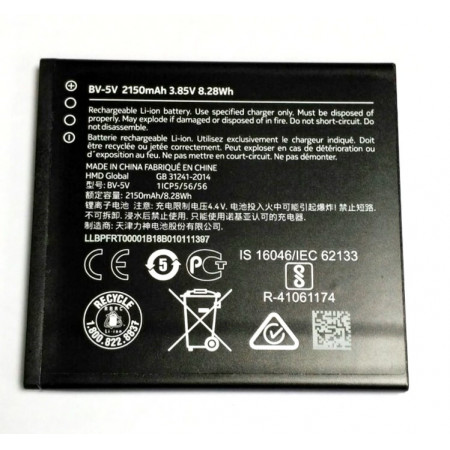 BV-5V 2150mAh 3.85V 8.28Wh
Rechargeable Li-ion battery. Use specified charger only. Must be disposed of
properly. May explode if damaged or disposed of in fire. Do not short-circuit. Do
not disassemble.
Batterie rechargeable Li-ion. Utilisez exclusivement le chargeur indiqué. Doit
être recyclée ou jetée correctement. Peut exploser en cas de détérioration ou
d´exposition au feu. Ne pas mettre en court-circuit. Ne pas démonter.
MADE IN CHINA / FABRIQUÉ EN CHINE
HMD Global GB 31241-2014
型号: BV-5V 1ICP5/56/56
额定容量: 2150mAh/8.28Wh
锂离子电池。充电限制电压4.4V。电池投入火中可能引起爆炸!禁止
拆卸。浸水后禁止使用。只能使用诺基亚认可的充电器。
制造商: 天津力神电池股份有限公司
LLBPFRT00001B18B010111397
CE
5
PCT
IS 16046/IEC 62133
R-41061174
RECYCLE
RBRC
Li-ion
1.800.822.8837